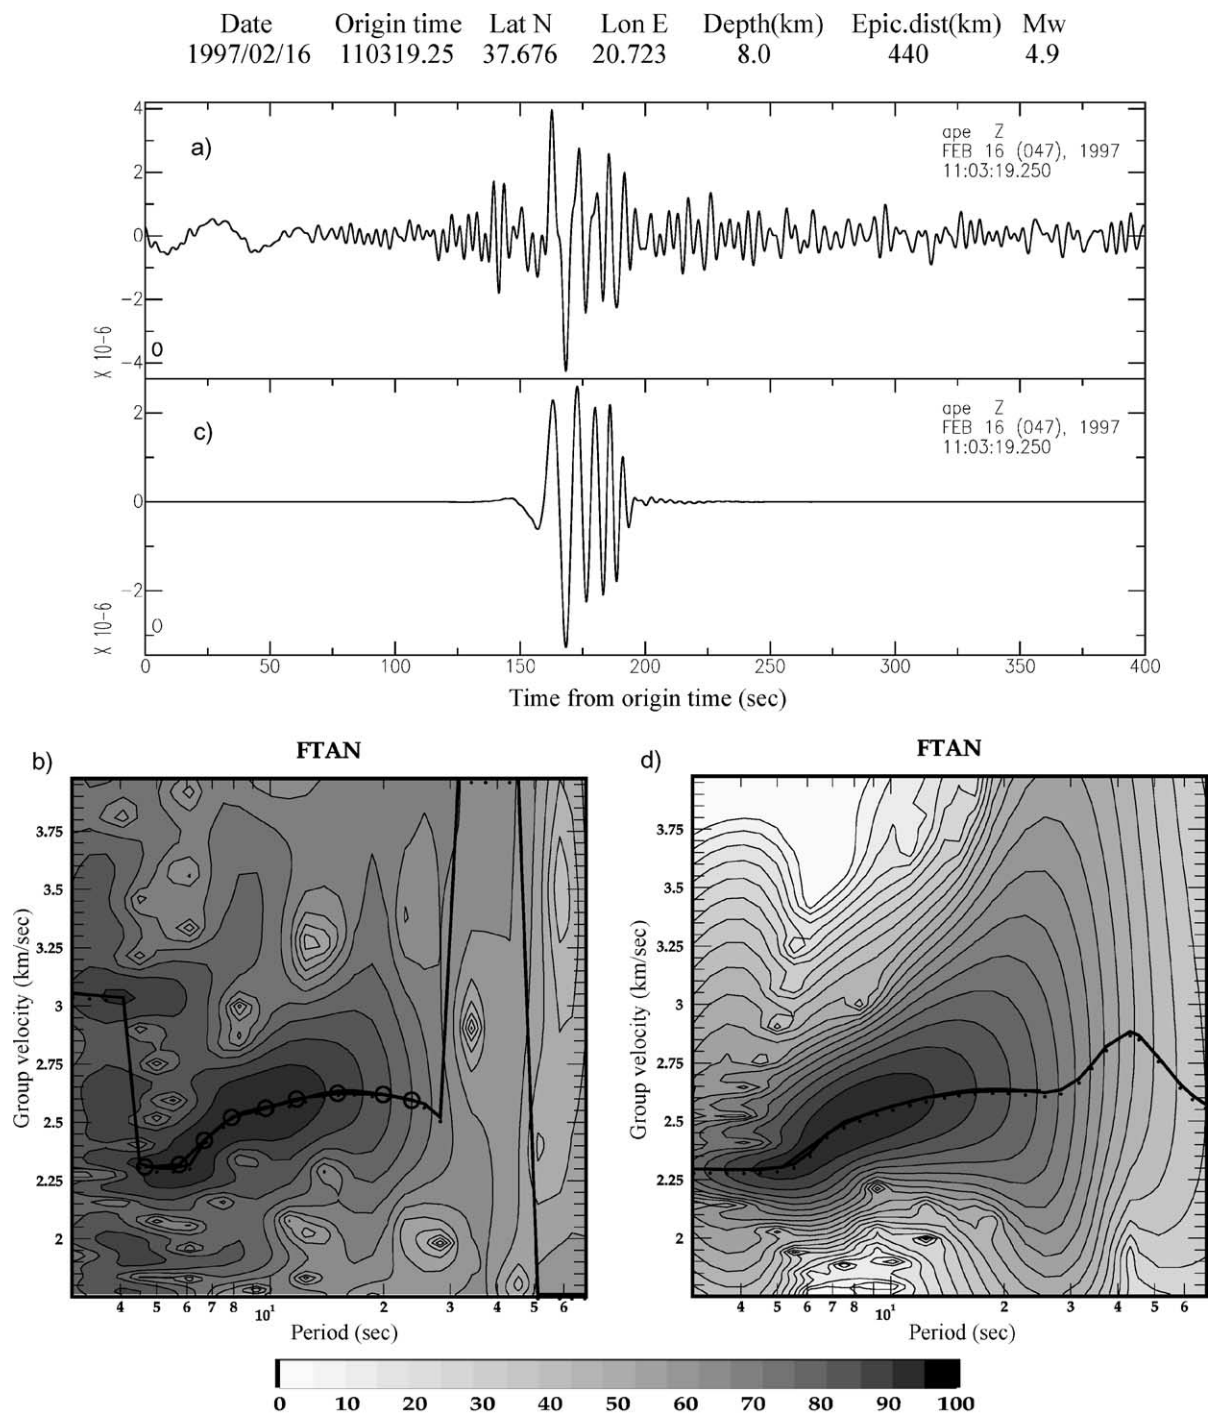 Date Origin time Lat N Lon E Depth(km) Epic.dist(km) Mw
1997/02/16 110319.25 37.676 20.723 8.0 440 4.9
a)
ape Z
FEB 16 (047), 1997
11:03:19.250
4
2
0
−2
−4
X 10-6
0
c)
ape Z
FEB 16 (047), 1997
11:03:19.250
2
0
−2
X 10-6
0
0 50 100 150 200 250 300 350 400
Time from origin time (sec)
b)
FTAN
Group velocity (km/sec)
3.75
3.5
3.25
3
2.75
2.5
2.25
2
4 5 6 7 8 10¹ 2 3 4 5 6
Period (sec)
d)
FTAN
Group velocity (km/sec)
3.75
3.5
3.25
3
2.75
2.5
2.25
2
4 5 6 7 8 10¹ 2 3 4 5 6
Period (sec)
0 10 20 30 40 50 60 70 80 90 100